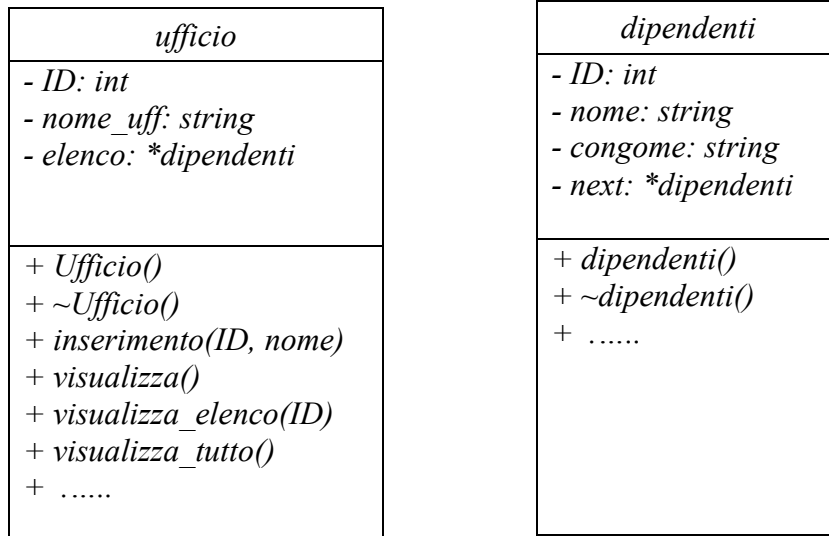 ufficio
- ID: int
- nome_uff: string
- elenco: *dipendenti
+ Ufficio()
+ ~Ufficio()
+ inserimento(ID, nome)
+ visualizza()
+ visualizza_elenco(ID)
+ visualizza_tutto()
+ …...
dipendenti
- ID: int
- nome: string
- congome: string
- next: *dipendenti
+ dipendenti()
+ ~dipendenti()
+ …...